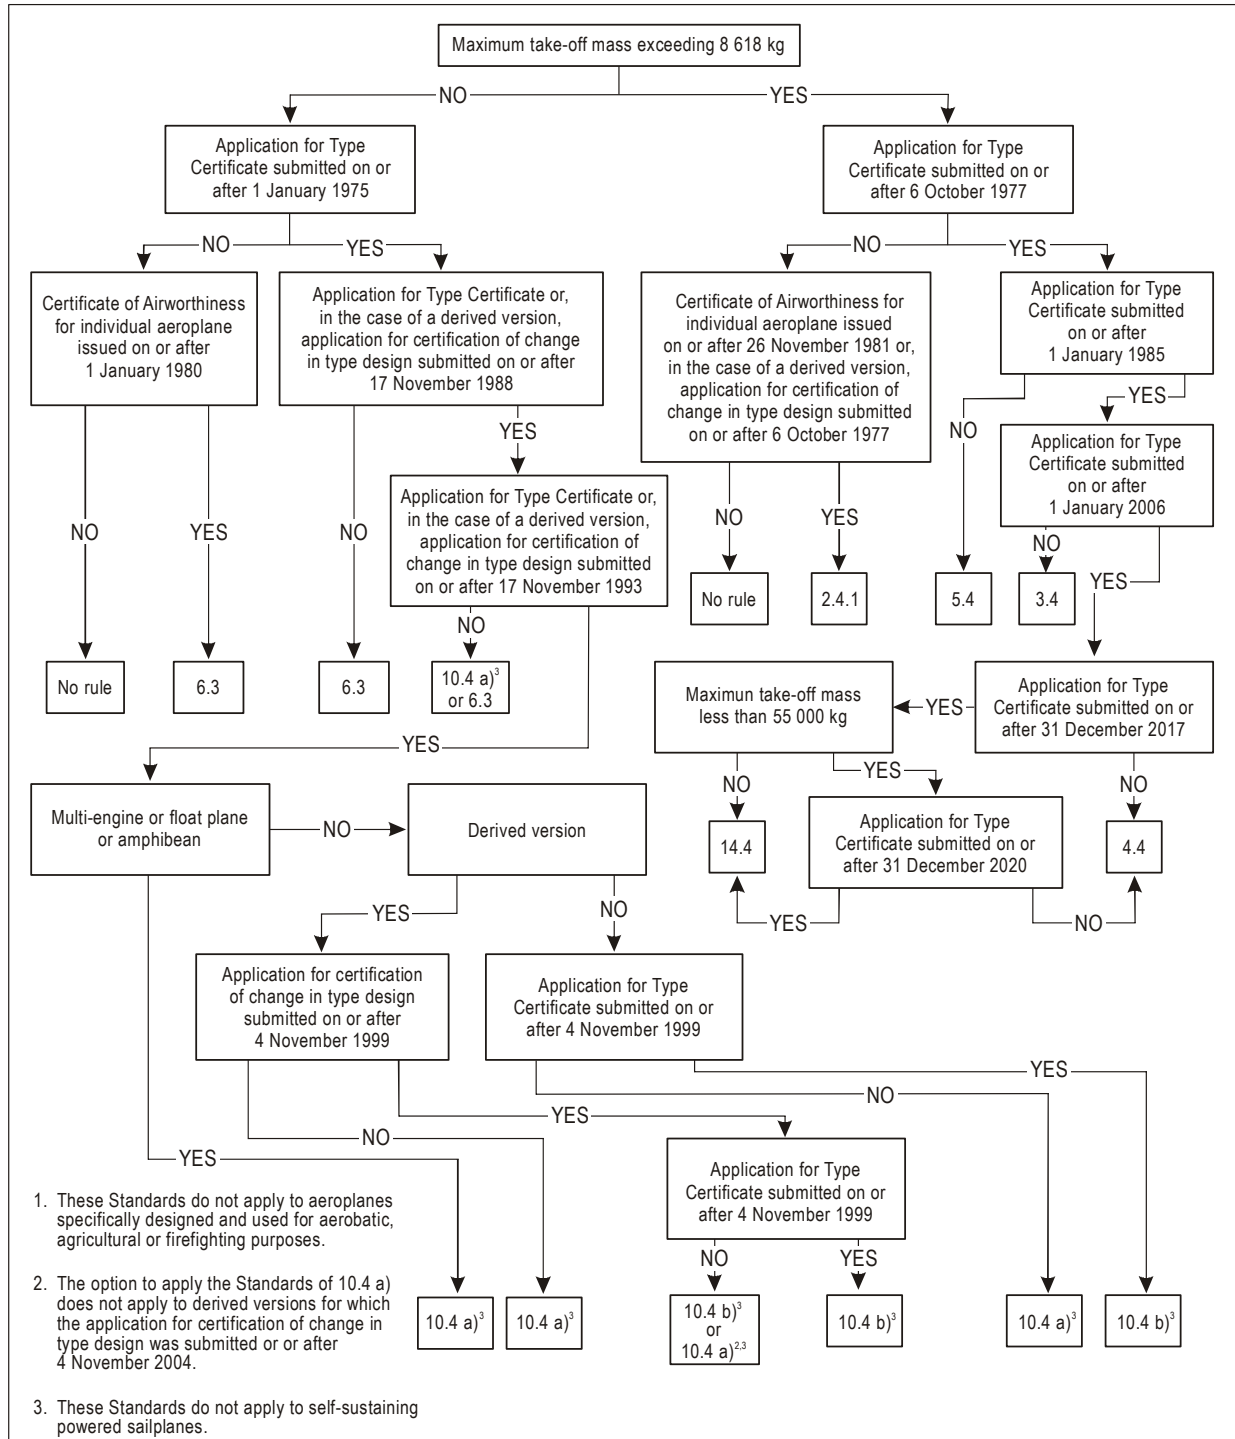 Maximum take-off mass exceeding 8 618 kg
NO
YES
Application for Type
Certificate submitted on or
after 1 January 1975
Application for Type
Certificate submitted on or
after 6 October 1977
NO
YES
NO
YES
Certificate of Airworthiness
for individual aeroplane
issued on or after
1 January 1980
Application for Type Certificate or,
in the case of a derived version,
application for certification of change
in type design submitted on or after
17 November 1988
Certificate of Airworthiness for
individual aeroplane issued
on or after 26 November 1981 or,
in the case of a derived version,
application for certification of
change in type design submitted
on or after 6 October 1977
Application for Type
Certificate submitted
on or after
1 January 1985
YES
NO
YES
Application for Type
Certificate submitted
on or after
1 January 2006
Application for Type Certificate or,
in the case of a derived version,
application for certification of
change in type design submitted
on or after 17 November 1993
NO
YES
NO
NO
YES
NO
YES
No rule
2.4.1
5.4
3.4
NO
No rule
6.3
6.3
10.4 a)3
or 6.3
Maximun take-off mass
less than 55 000 kg
YES
Application for Type
Certificate submitted on or
after 31 December 2017
YES
NO
YES
NO
Multi-engine or float plane
or amphibean
NO
Derived version
14.4
Application for Type
Certificate submitted on or
after 31 December 2020
4.4
YES
NO
YES
NO
Application for certification
of change in type design
submitted on or after
4 November 1999
Application for Type
Certificate submitted on or
after 4 November 1999
YES
NO
YES
NO
YES
Application for Type
Certificate submitted on or
after 4 November 1999
NO
YES
10.4 a)3
10.4 a)3
10.4 b)3
or
10.4 a)2,3
10.4 b)3
10.4 a)3
10.4 b)3
1. These Standards do not apply to aeroplanes
specifically designed and used for aerobatic,
agricultural or firefighting purposes.
2. The option to apply the Standards of 10.4 a)
does not apply to derived versions for which
the application for certification of change in
type design was submitted or or after
4 November 2004.
3. These Standards do not apply to self-sustaining
powered sailplanes.